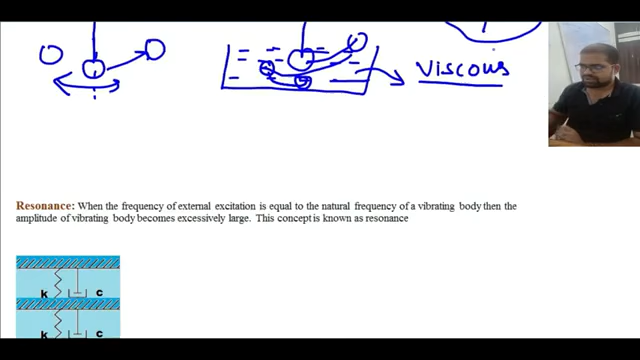 viscous
Resonance: When the frequency of external excitation is equal to the natural frequency of a vibrating body then the
amplitude of vibrating body becomes excessively large. This concept is known as resonance
k c
k c